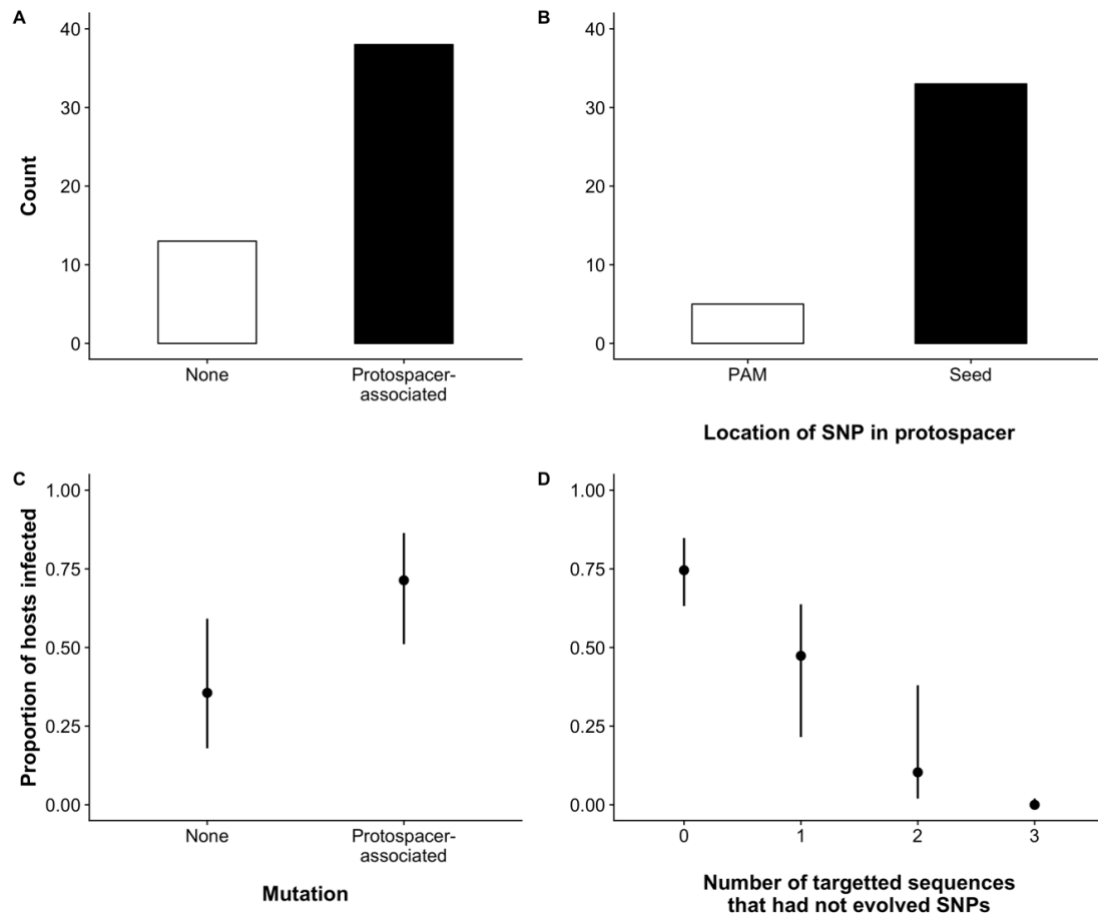 A
Count
40
30
20
10
0
None
Protospacer-
associated
B
40
30
20
10
0
PAM
Seed
Location of SNP in protospacer
C
Proportion of hosts infected
1.00
0.75
0.50
0.25
0.00
None
Protospacer-
associated
Mutation
D
1.00
0.75
0.50
0.25
0.00
0
1
2
3
Number of targetted sequences
that had not evolved SNPs